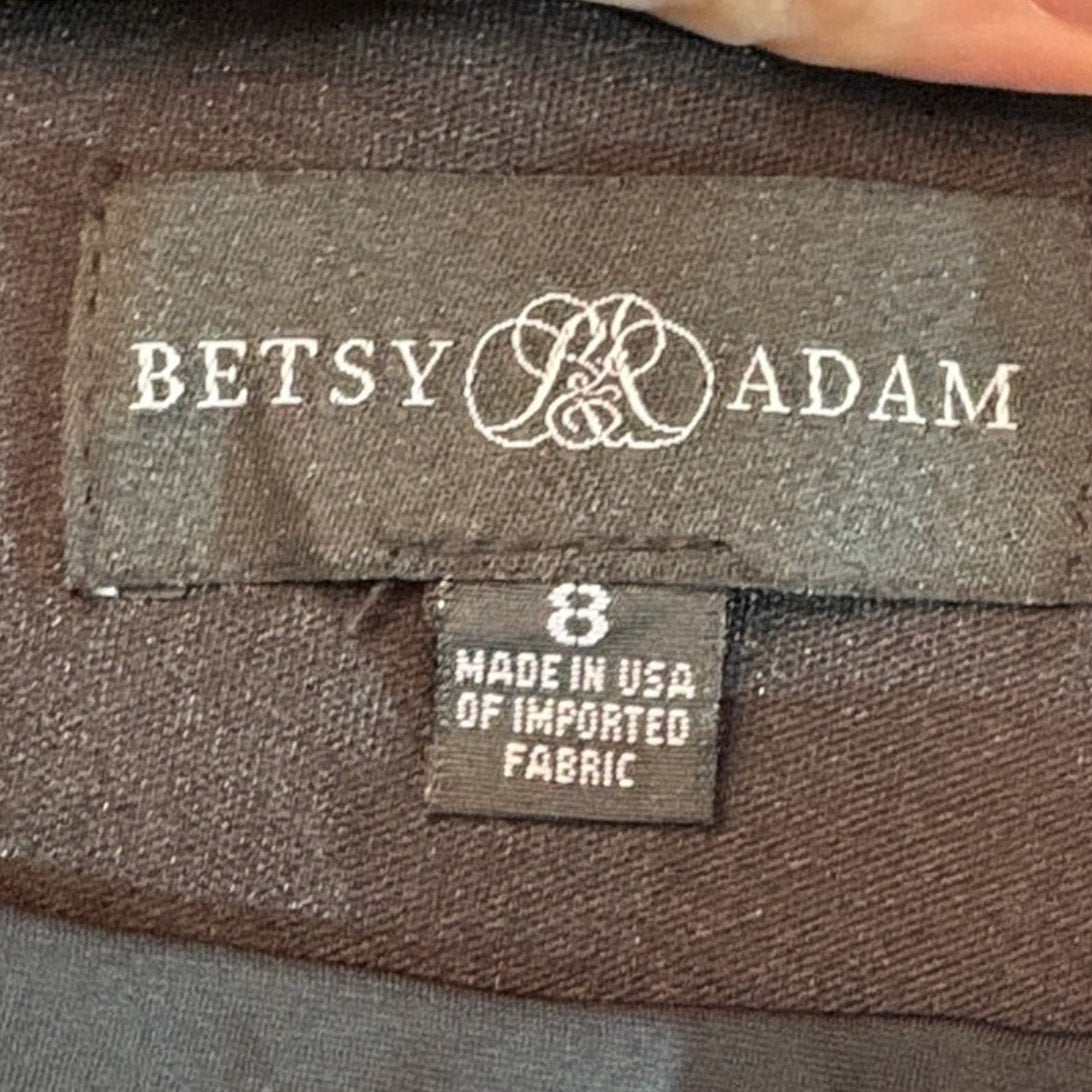 BETSY B&A ADAM
8
MADE IN USA
OF IMPORTED
FABRIC